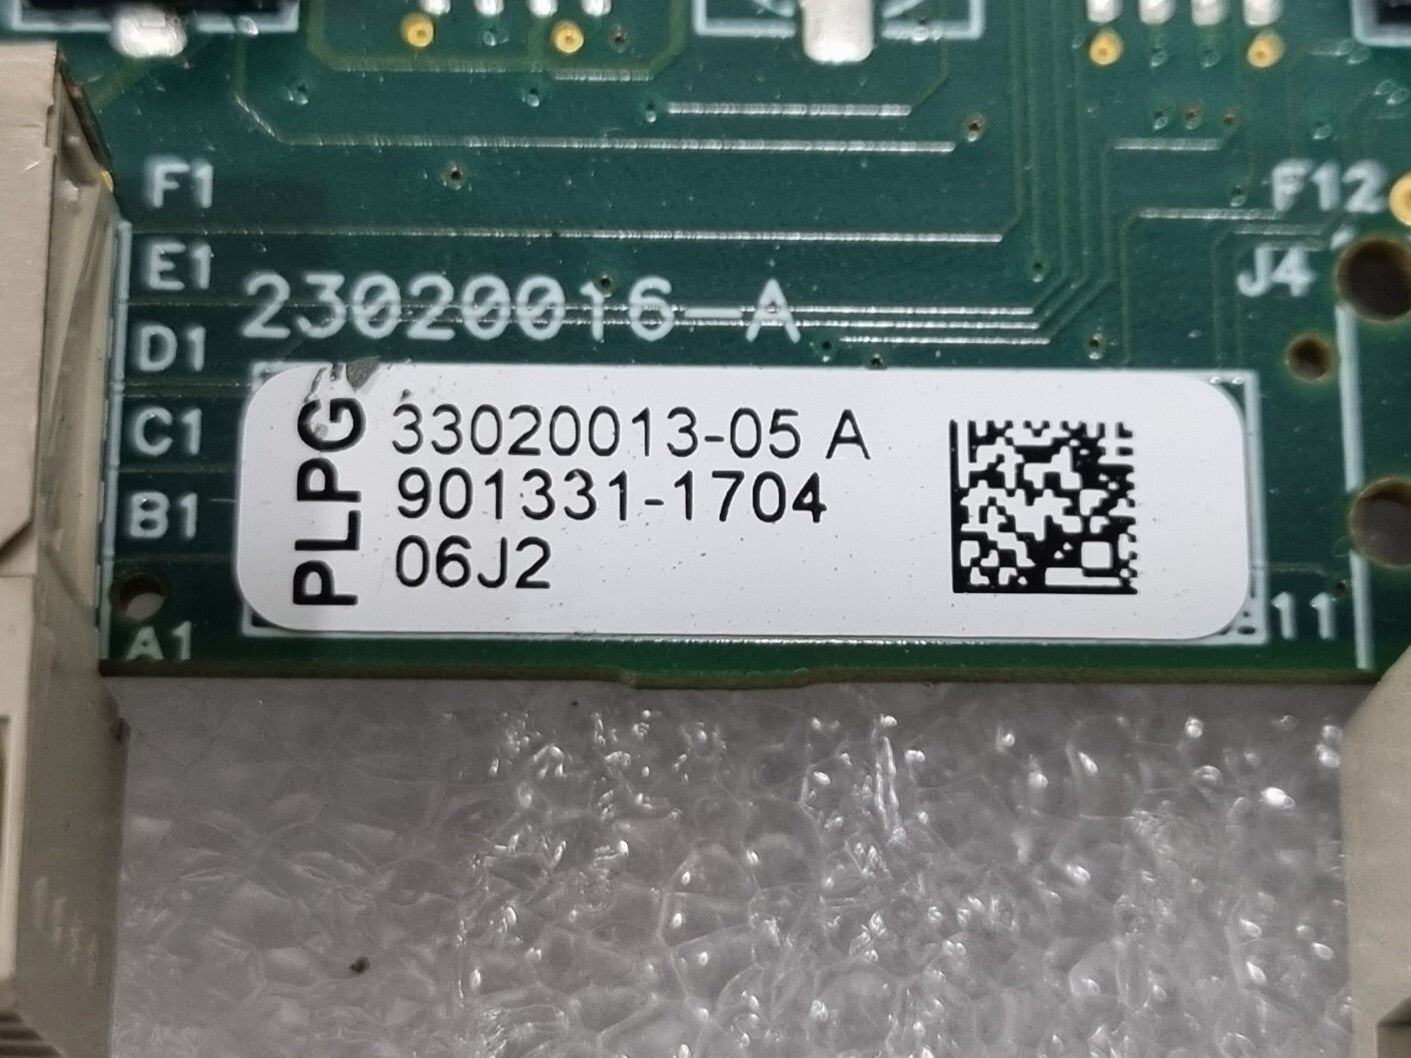 F1
F12
E1
J4
23020016-A
D1
PLPG
33020013-05 A
C1
901331-1704
B1
06J2
11
A1